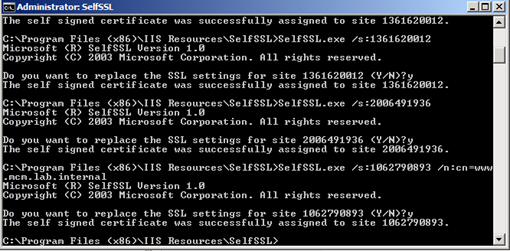 Administrator: SelfSSL
The self signed certificate was successfully assigned to site 1361620012.
C:\Program Files (x86)\IIS Resources\SelfSSL>SelfSSL.exe /s:1361620012
Microsoft (R) SelfSSL Version 1.0
Copyright (C) 2003 Microsoft Corporation. All rights reserved.
Do you want to replace the SSL settings for site 1361620012 (Y/N)?y
The self signed certificate was successfully assigned to site 1361620012.
C:\Program Files (x86)\IIS Resources\SelfSSL>SelfSSL.exe /s:2006491936
Microsoft (R) SelfSSL Version 1.0
Copyright (C) 2003 Microsoft Corporation. All rights reserved.
Do you want to replace the SSL settings for site 2006491936 (Y/N)?y
The self signed certificate was successfully assigned to site 2006491936.
C:\Program Files (x86)\IIS Resources\SelfSSL>SelfSSL.exe /s:1062790893 /n:cn=www
.mcm.lab.internal
Microsoft (R) SelfSSL Version 1.0
Copyright (C) 2003 Microsoft Corporation. All rights reserved.
Do you want to replace the SSL settings for site 1062790893 (Y/N)?y
The self signed certificate was successfully assigned to site 1062790893.
C:\Program Files (x86)\IIS Resources\SelfSSL>